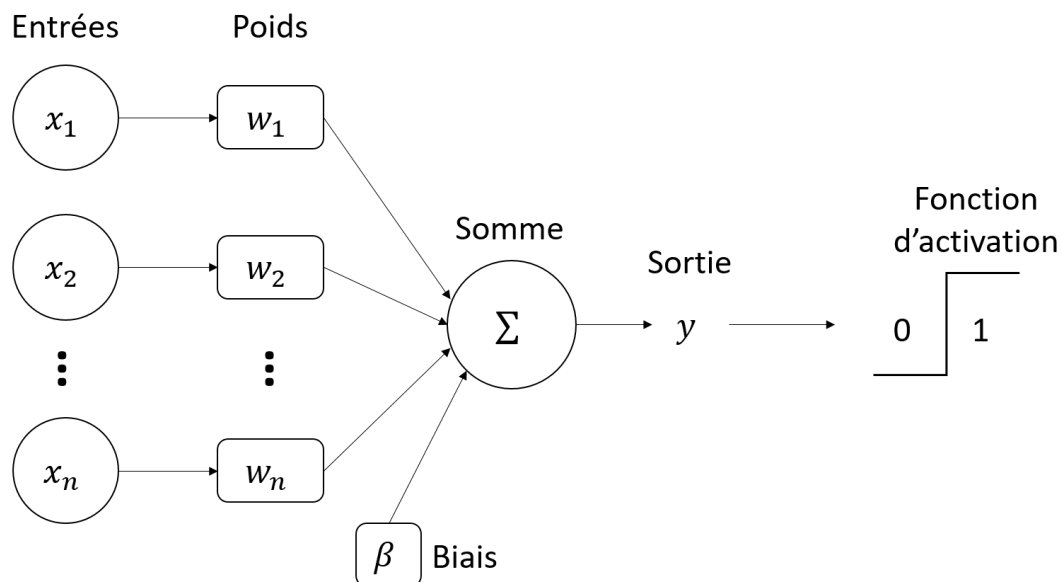 Entrées
Poids
x₁
w₁
x₂
w₂
xₙ
wₙ
β
Biais
Somme
Σ
Sortie
y
Fonction
d'activation
0
1